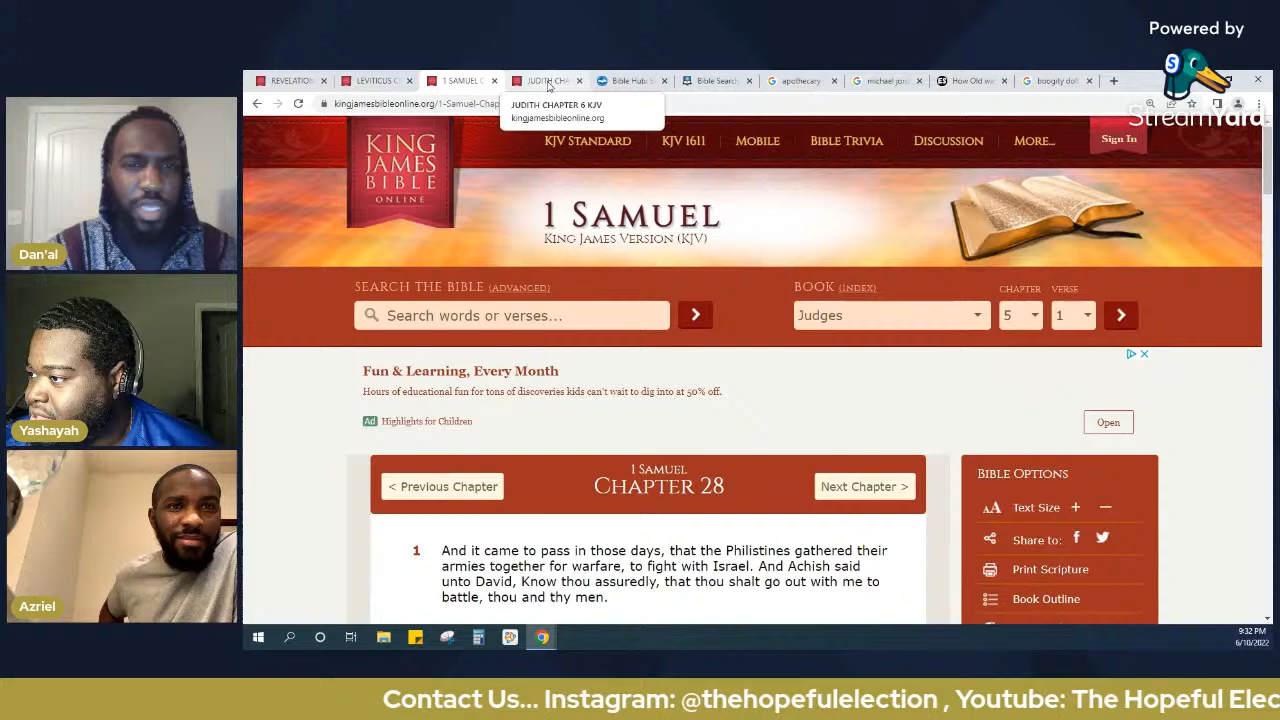 Powered by
StreamYard
REVELATION
LEVITICUS C
1 SAMUEL C
JUDITH CHA
Bible Hub: S
Bible Search
apothecary
michael jord
How Old w
boogity doll
kingjamesbibleonline.org/1-Samuel-Chap
JUDITH CHAPTER 6 KJV
kingjamesbibleonline.org
KING
JAMES
BIBLE
ONLINE
KJV STANDARD
KJV 1611
MOBILE
BIBLE TRIVIA
DISCUSSION
MORE...
Sign In
1 SAMUEL
KING JAMES VERSION (KJV)
SEARCH THE BIBLE (ADVANCED)
Search words or verses...
BOOK (INDEX)
CHAPTER
VERSE
Judges
5
1
Fun & Learning, Every Month
Hours of educational fun for tons of discoveries kids can't wait to dig into at 50% off.
Ad Highlights for Children
Open
< Previous Chapter
1 SAMUEL
CHAPTER 28
Next Chapter >
1 And it came to pass in those days, that the Philistines gathered their
armies together for warfare, to fight with Israel. And Achish said
unto David, Know thou assuredly, that thou shalt go out with me to
battle, thou and thy men.
BIBLE OPTIONS
AA Text Size + −
Share to:
Print Scripture
Book Outline
Dan'al
Yashayah
Azriel
9:32 PM
6/10/2022
Contact Us... Instagram: @thehopefulelection , Youtube: The Hopeful Elec